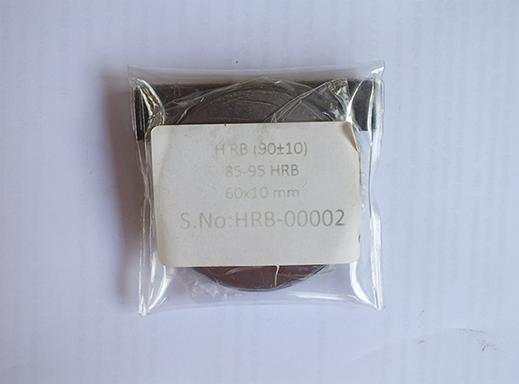 HRB (90±10)
85-95 HRB
60x10 mm
S.No:HRB-00002